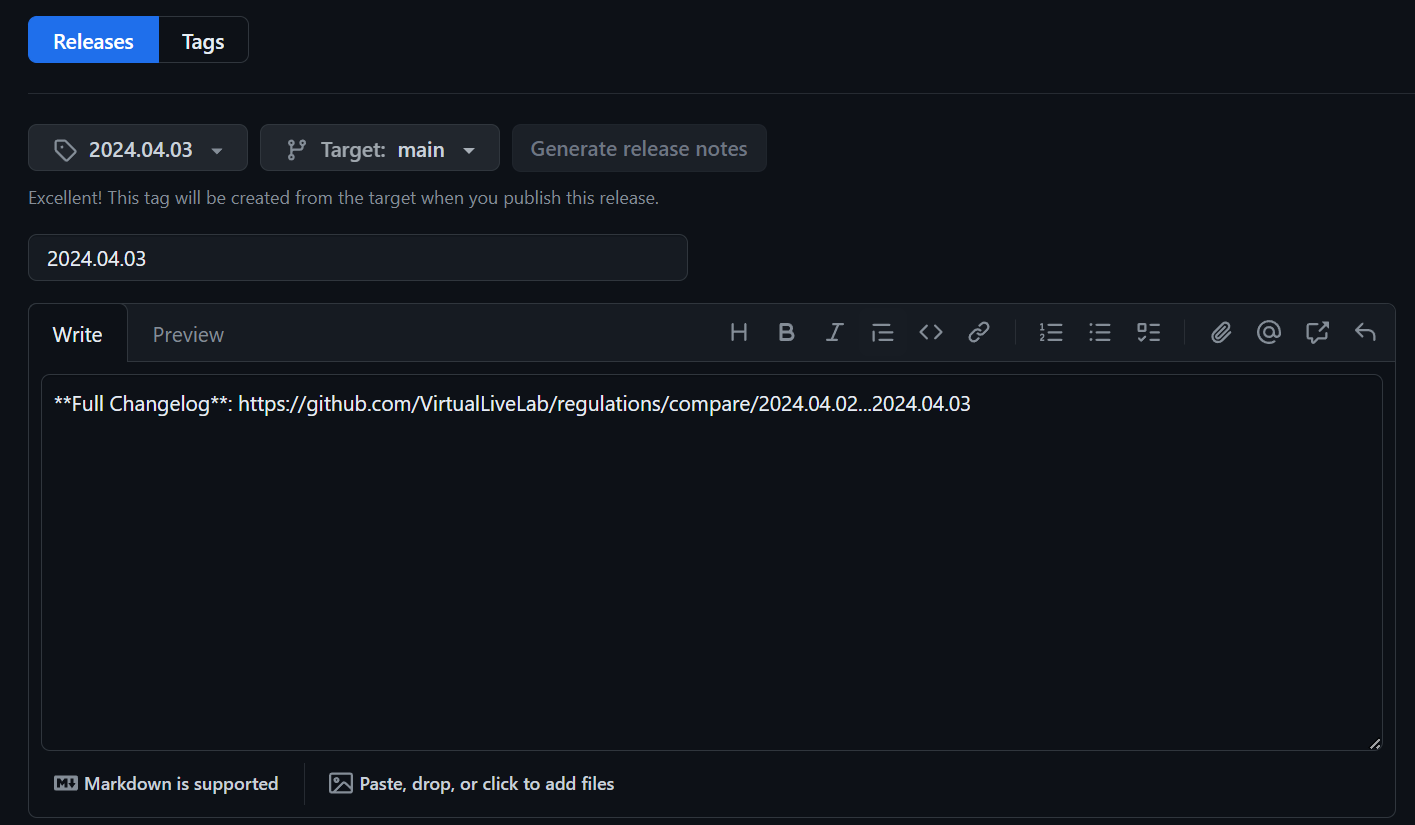 Releases Tags
2024.04.03 Target: main Generate release notes
Excellent! This tag will be created from the target when you publish this release.
2024.04.03
Write Preview
**Full Changelog**: https://github.com/VirtualLiveLab/regulations/compare/2024.04.02...2024.04.03
Markdown is supported Paste, drop, or click to add files